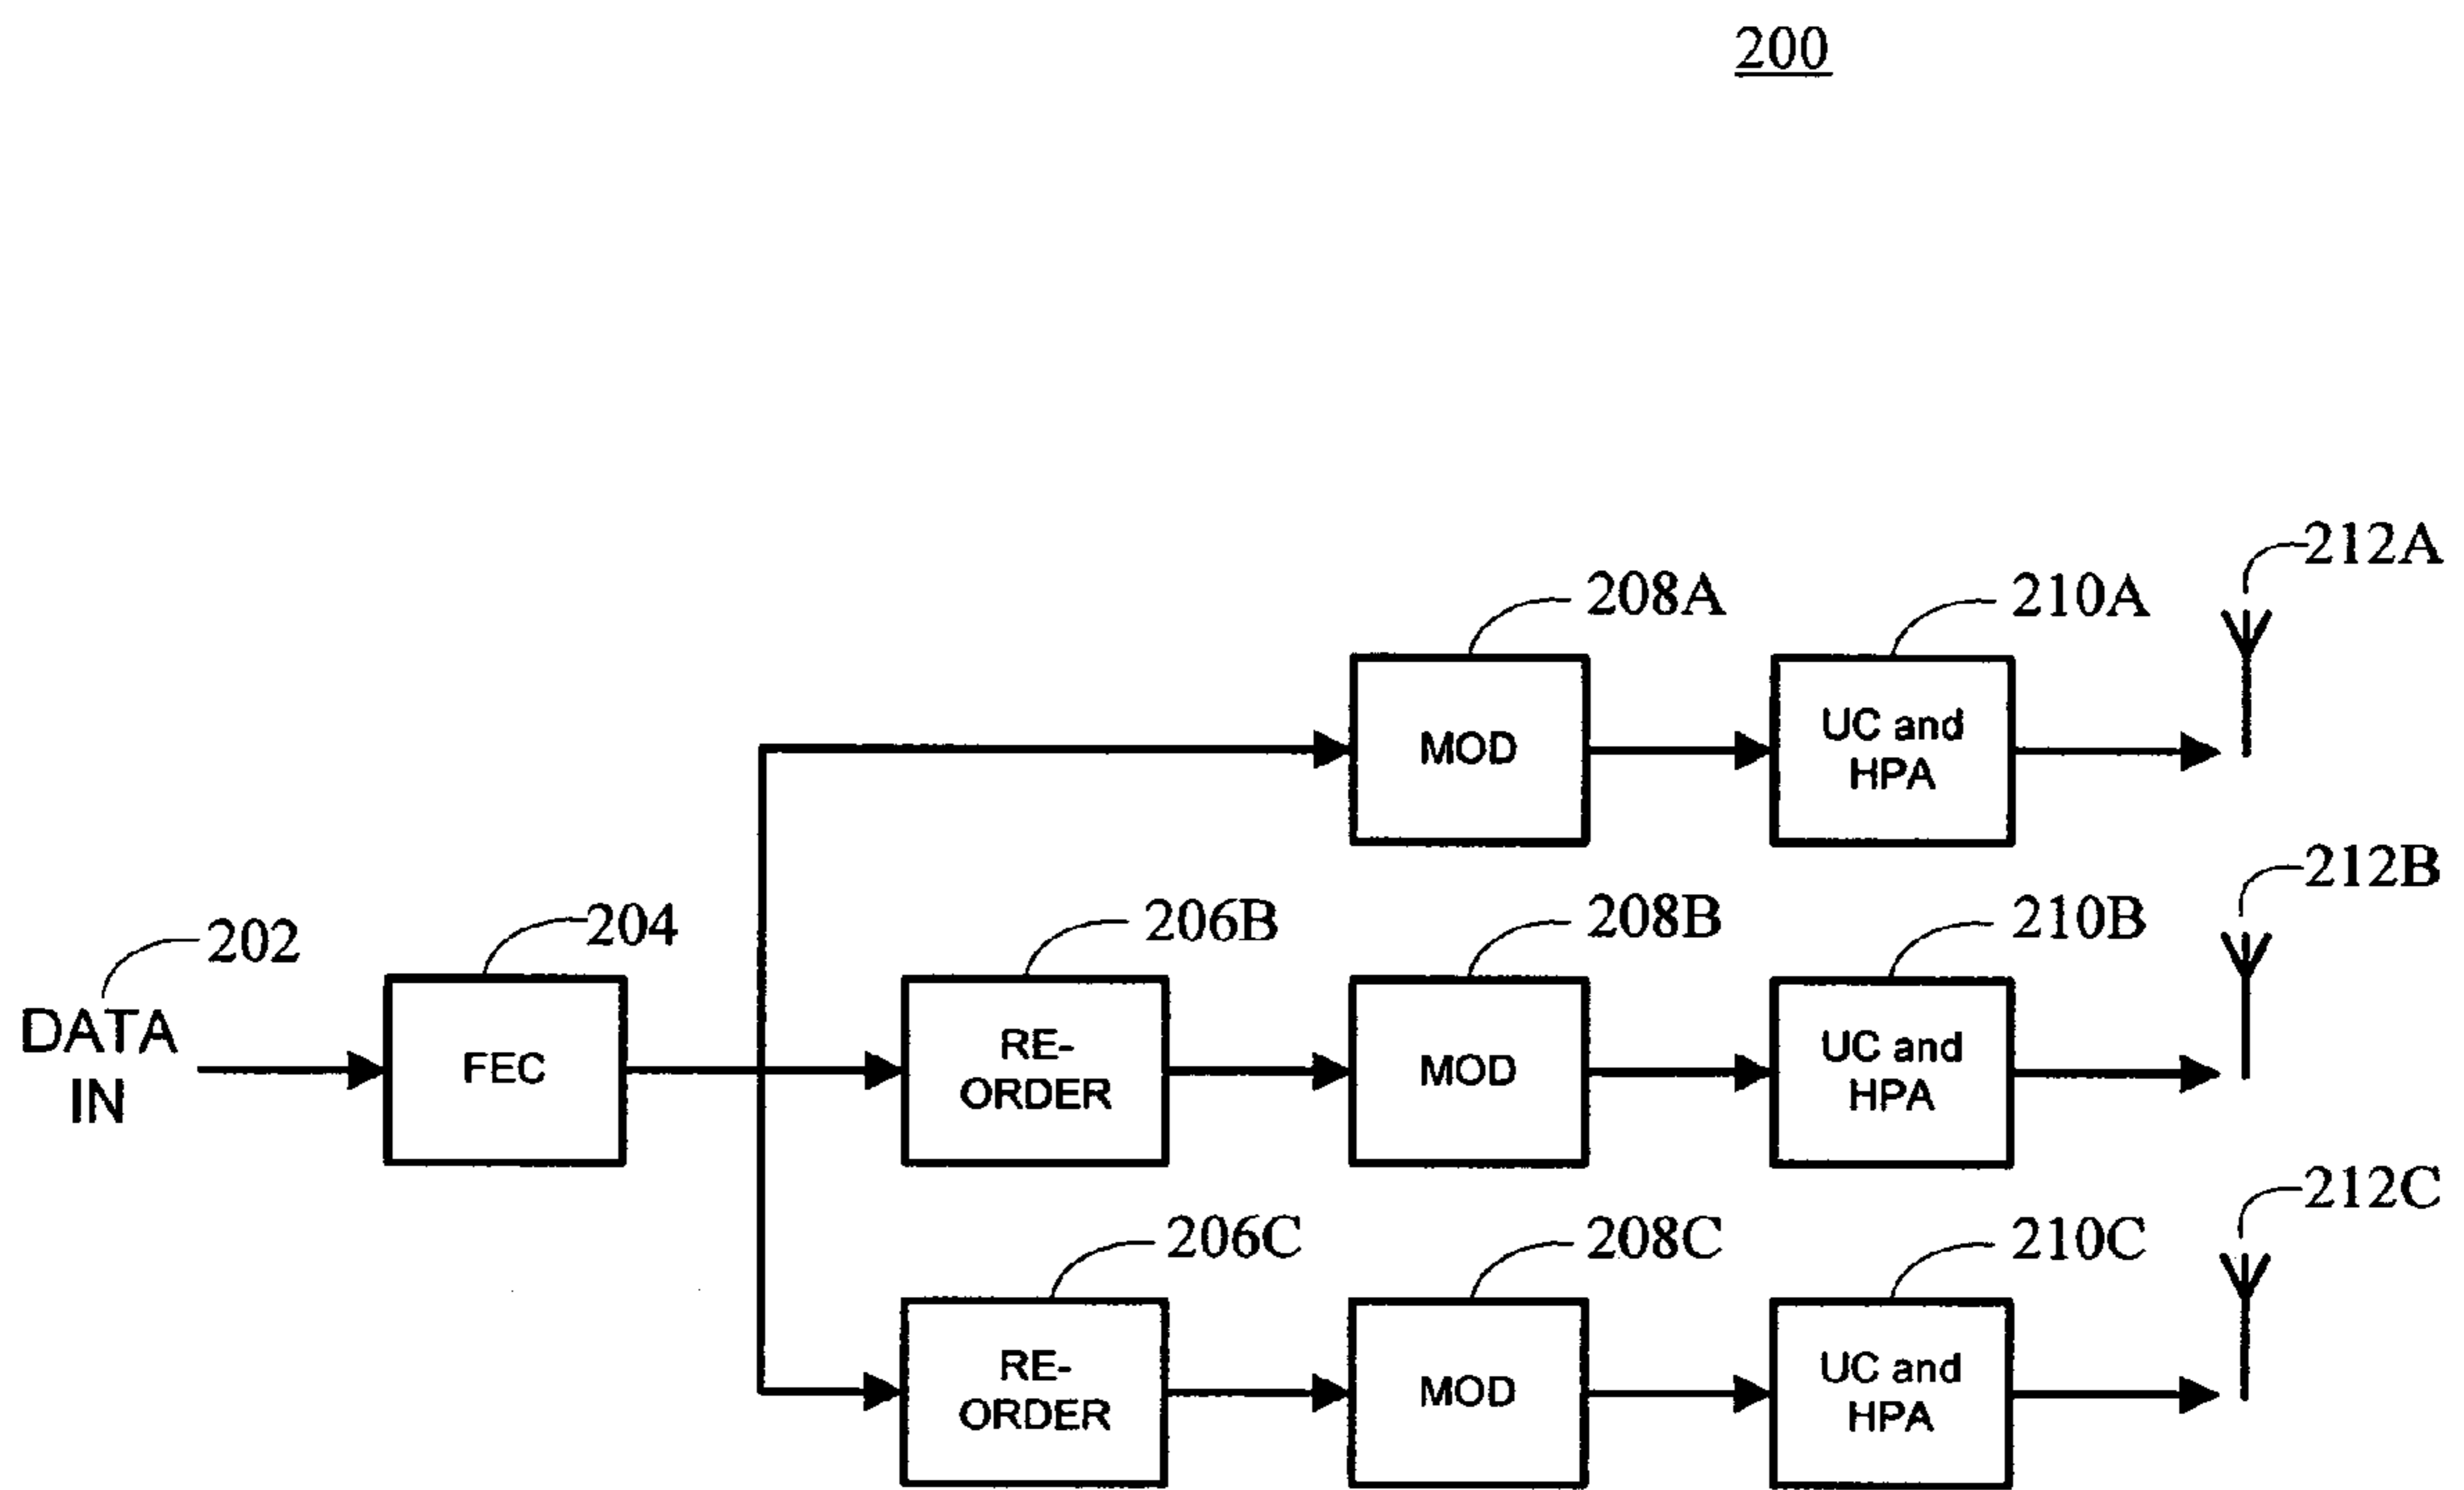 200
212A
208A
210A
MOD
UC and
HPA
212B
202
204
206B
208B
210B
DATA
IN
FEC
RE-
ORDER
MOD
UC and
HPA
212C
206C
208C
210C
RE-
ORDER
MOD
UC and
HPA